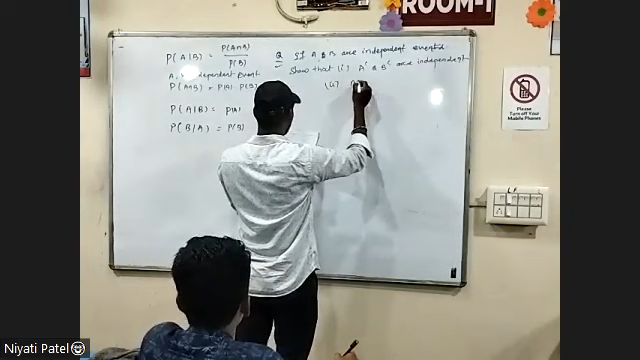 ROOM-1
P(A|B) = P(A∩B) / P(B)
A, B independent event
P(A∩B) = P(A) . P(B)
P(A|B) = P(A)
P(B|A) = P(B)
Q If A, B are independent events
Show that (i) A' & B' are independent
(ii)
Please
Turn off Your
Mobile Phones
Niyati Patel